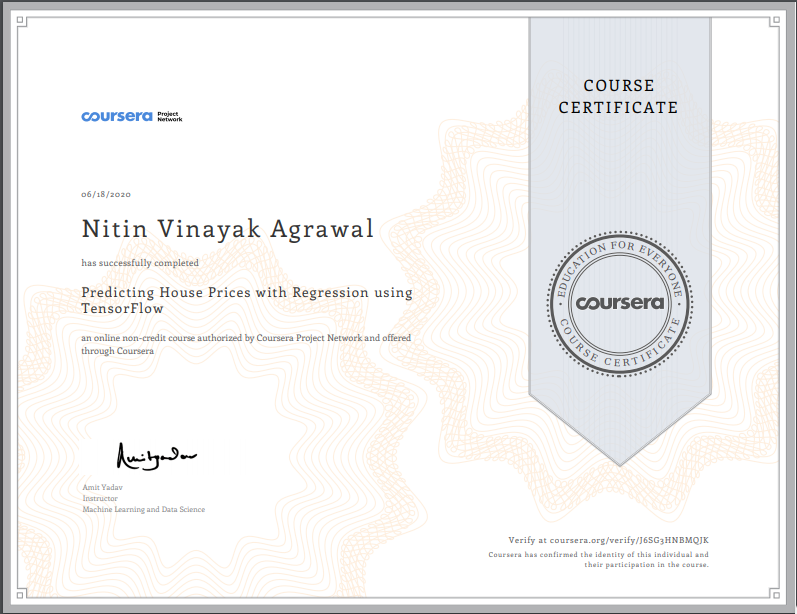 COURSE
CERTIFICATE
coursera Project
Network
06/18/2020
Nitin Vinayak Agrawal
has successfully completed
Predicting House Prices with Regression using
TensorFlow
an online non-credit course authorized by Coursera Project Network and offered
through Coursera
EDUCATION FOR EVERYONE
coursera
COURSE CERTIFICATE
Amit Yadav
Amit Yadav
Instructor
Machine Learning and Data Science
Verify at coursera.org/verify/J6SG3HNBMQJK
Coursera has confirmed the identity of this individual and
their participation in the course.